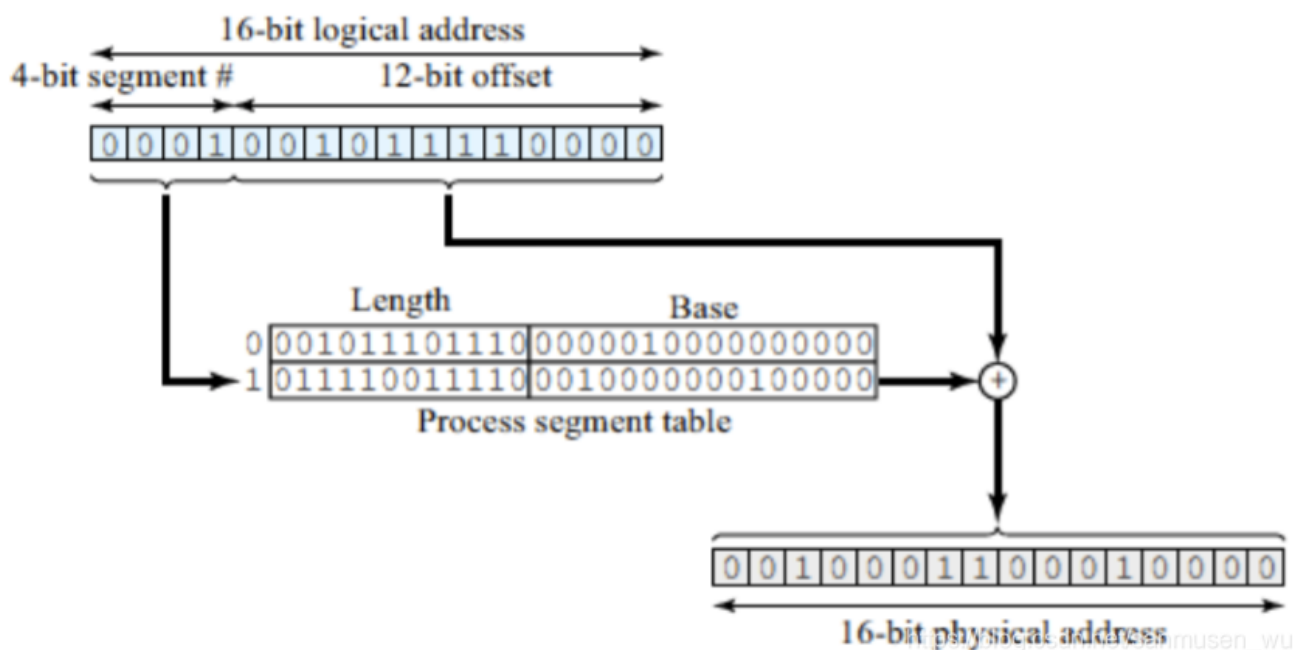 16-bit logical address
4-bit segment # 12-bit offset
0 0 0 1 0 0 1 0 1 1 1 1 0 0 0 0
Length Base
0 001011101110 0000010000000000
1 011110011110 0010000000100000
+
Process segment table
0 0 1 0 0 0 1 1 0 0 0 1 0 0 0 0
16-bit physical address